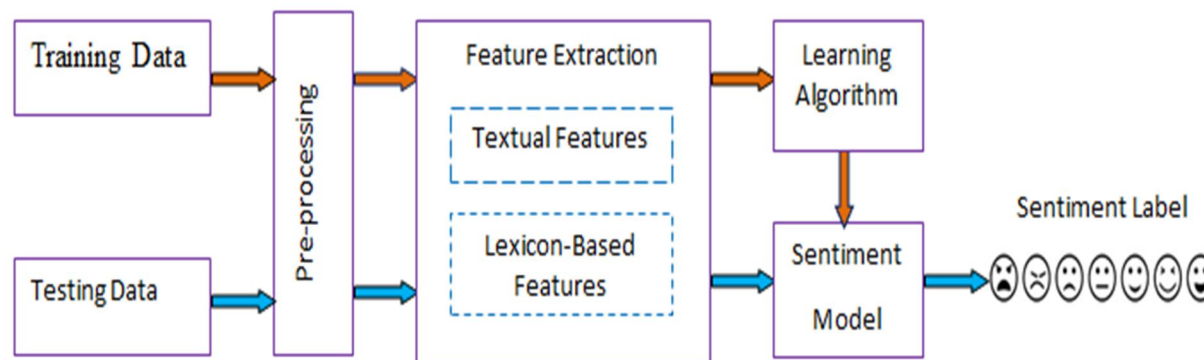 Training Data
Testing Data
Pre-processing
Feature Extraction
Textual Features
Lexicon-Based
Features
Learning
Algorithm
Sentiment
Model
Sentiment Label